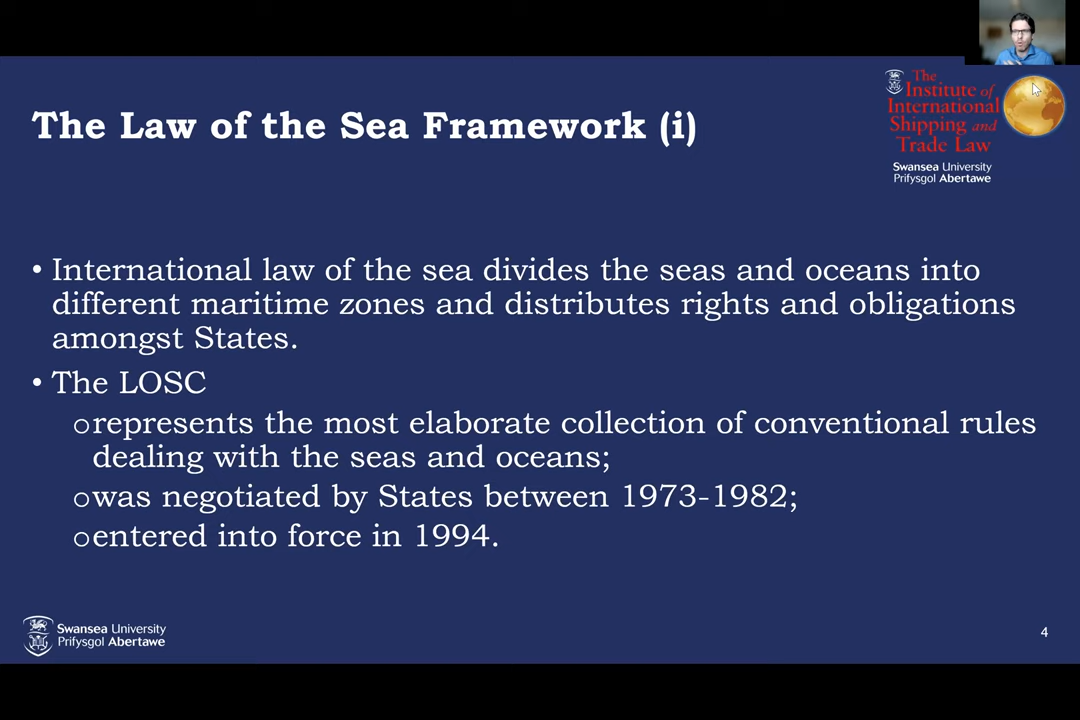 The Law of the Sea Framework (i)
The
Institute of
International
Shipping and
Trade Law
Swansea University
Prifysgol Abertawe
• International law of the sea divides the seas and oceans into
different maritime zones and distributes rights and obligations
amongst States.
• The LOSC
o represents the most elaborate collection of conventional rules
dealing with the seas and oceans;
o was negotiated by States between 1973-1982;
o entered into force in 1994.
Swansea University
Prifysgol Abertawe
4